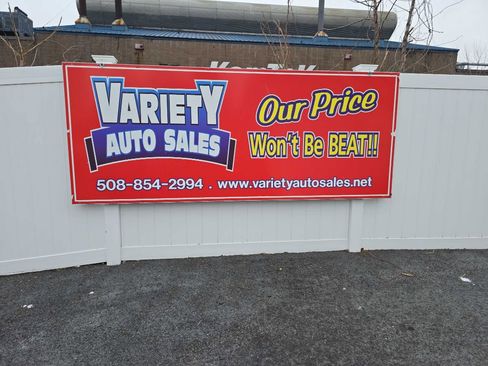 VARIETY
AUTO SALES
Our Price
Won't Be BEAT!!
508-854-2994 . www.varietyautosales.net